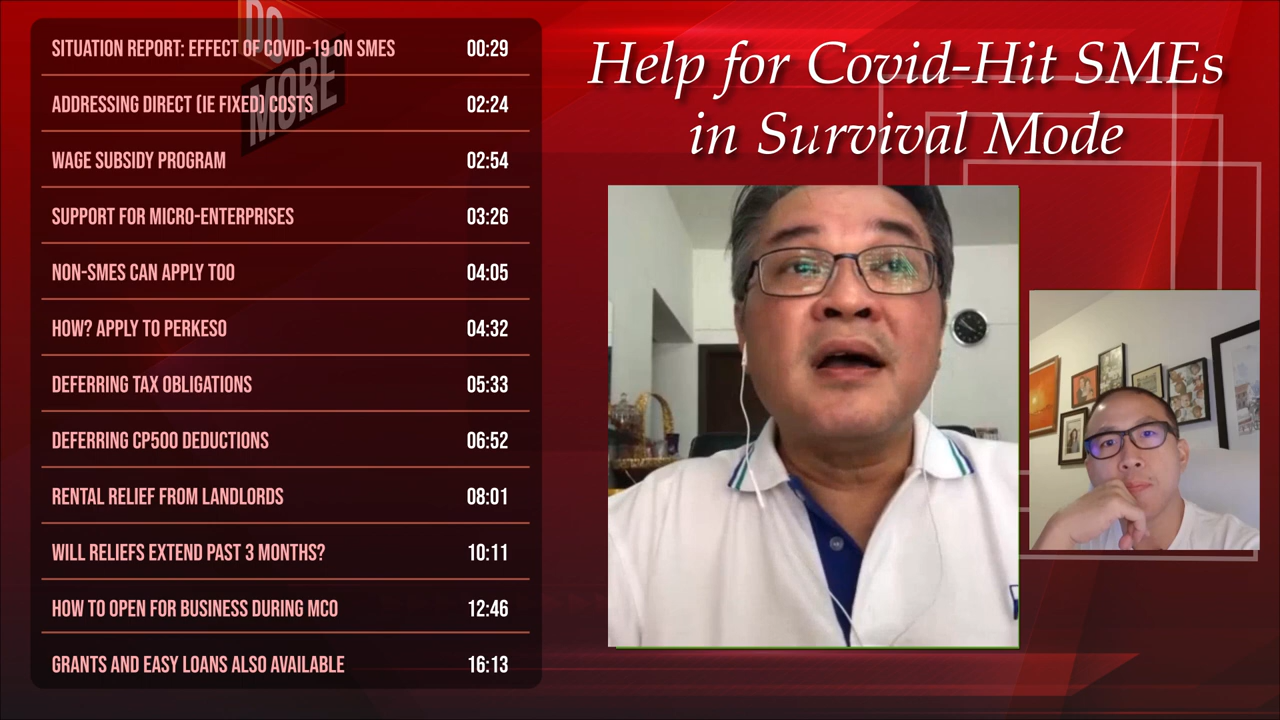 SITUATION REPORT: EFFECT OF COVID-19 ON SMES 00:29
ADDRESSING DIRECT (IE FIXED) COSTS 02:24
WAGE SUBSIDY PROGRAM 02:54
SUPPORT FOR MICRO-ENTERPRISES 03:26
NON-SMES CAN APPLY TOO 04:05
HOW? APPLY TO PERKESO 04:32
DEFERRING TAX OBLIGATIONS 05:33
DEFERRING CP500 DEDUCTIONS 06:52
RENTAL RELIEF FROM LANDLORDS 08:01
WILL RELIEFS EXTEND PAST 3 MONTHS? 10:11
HOW TO OPEN FOR BUSINESS DURING MCO 12:46
GRANTS AND EASY LOANS ALSO AVAILABLE 16:13
DO
MORE
Help for Covid-Hit SMEs
in Survival Mode